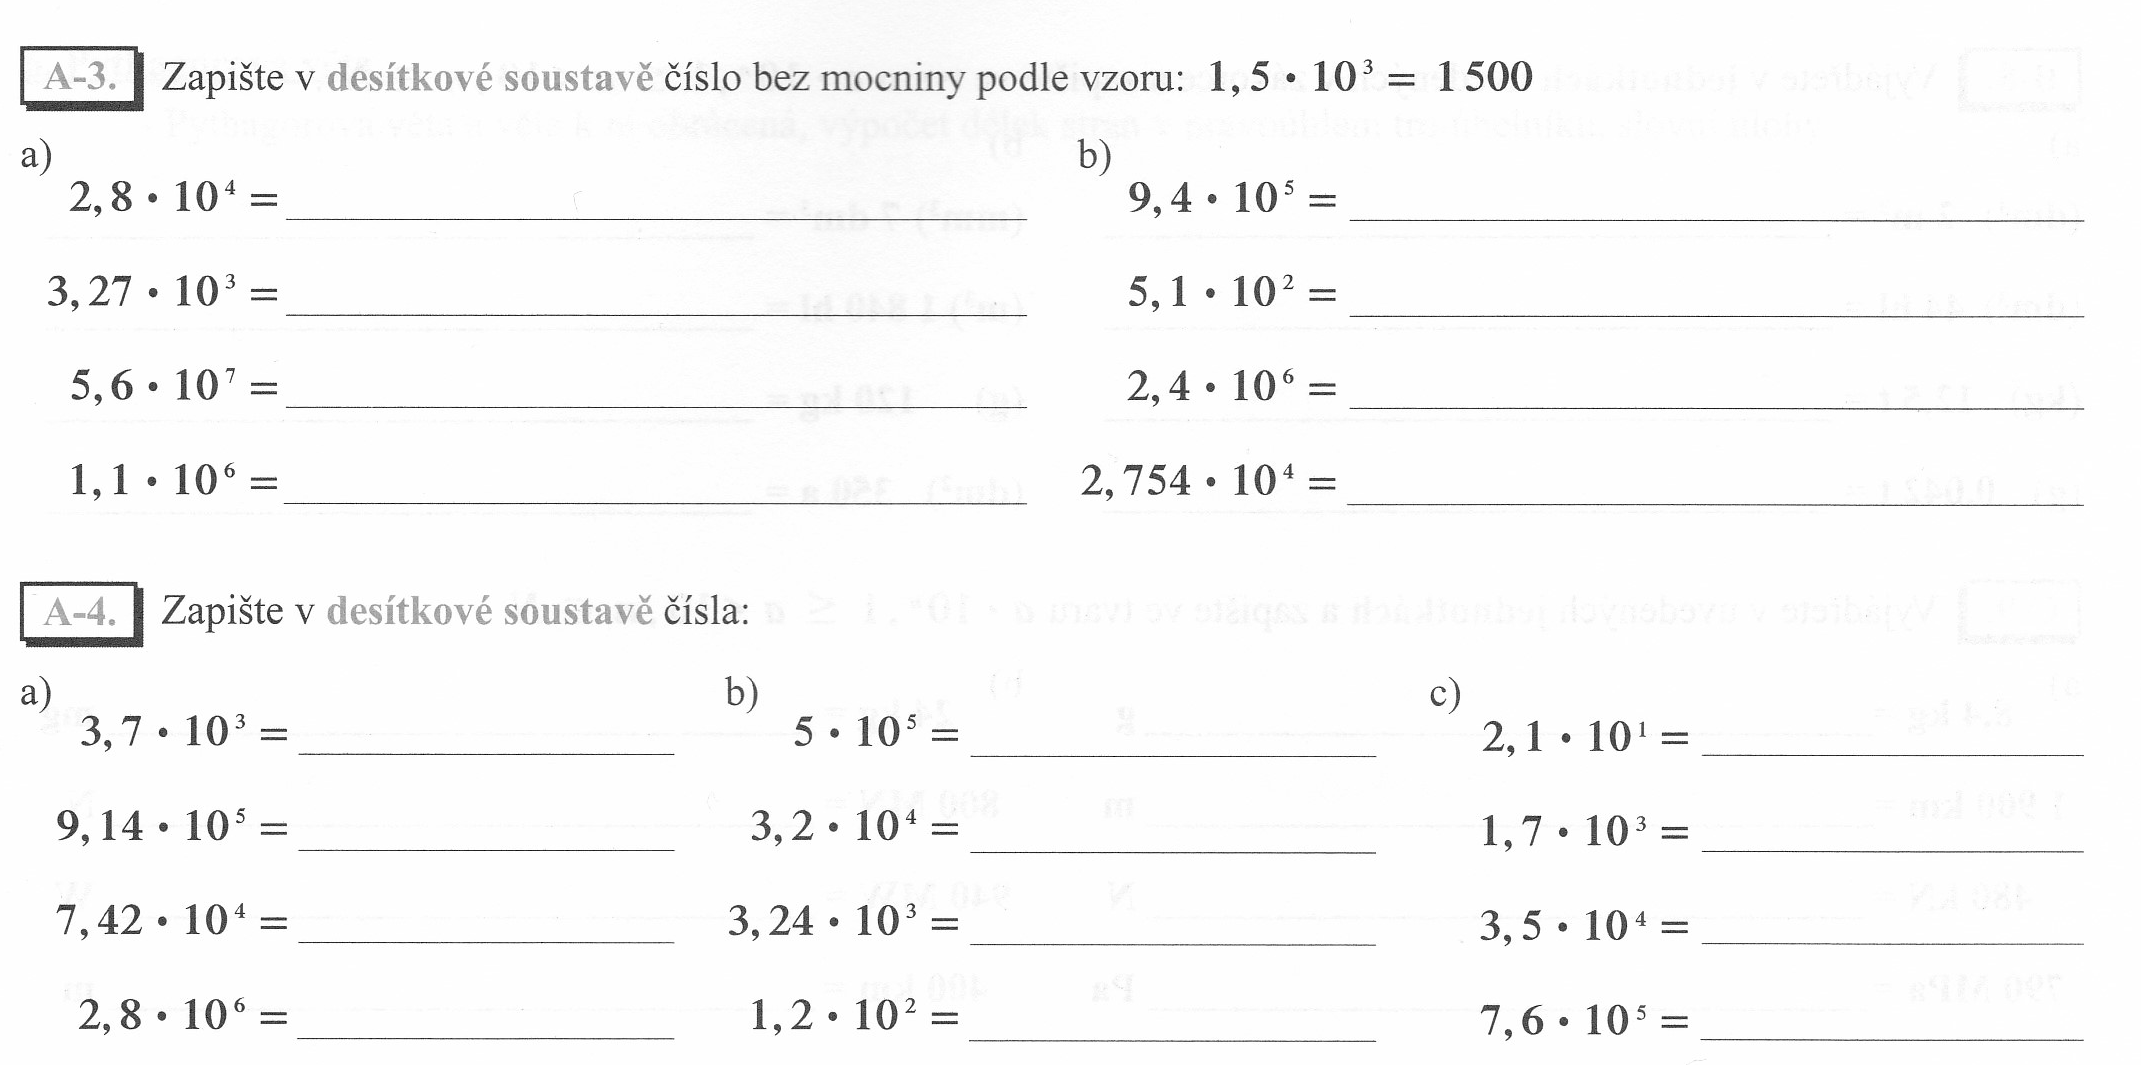 A-3. Zapište v desítkové soustavě číslo bez mocniny podle vzoru: 1,5 • 10³ = 1 500
a)
2,8 • 10⁴ =
3,27 • 10³ =
5,6 • 10⁷ =
1,1 • 10⁶ =
b)
9,4 • 10⁵ =
5,1 • 10² =
2,4 • 10⁶ =
2,754 • 10⁴ =
A-4. Zapište v desítkové soustavě čísla:
a)
3,7 • 10³ =
9,14 • 10⁵ =
7,42 • 10⁴ =
2,8 • 10⁶ =
b)
5 • 10⁵ =
3,2 • 10⁴ =
3,24 • 10³ =
1,2 • 10² =
c)
2,1 • 10¹ =
1,7 • 10³ =
3,5 • 10⁴ =
7,6 • 10⁵ =